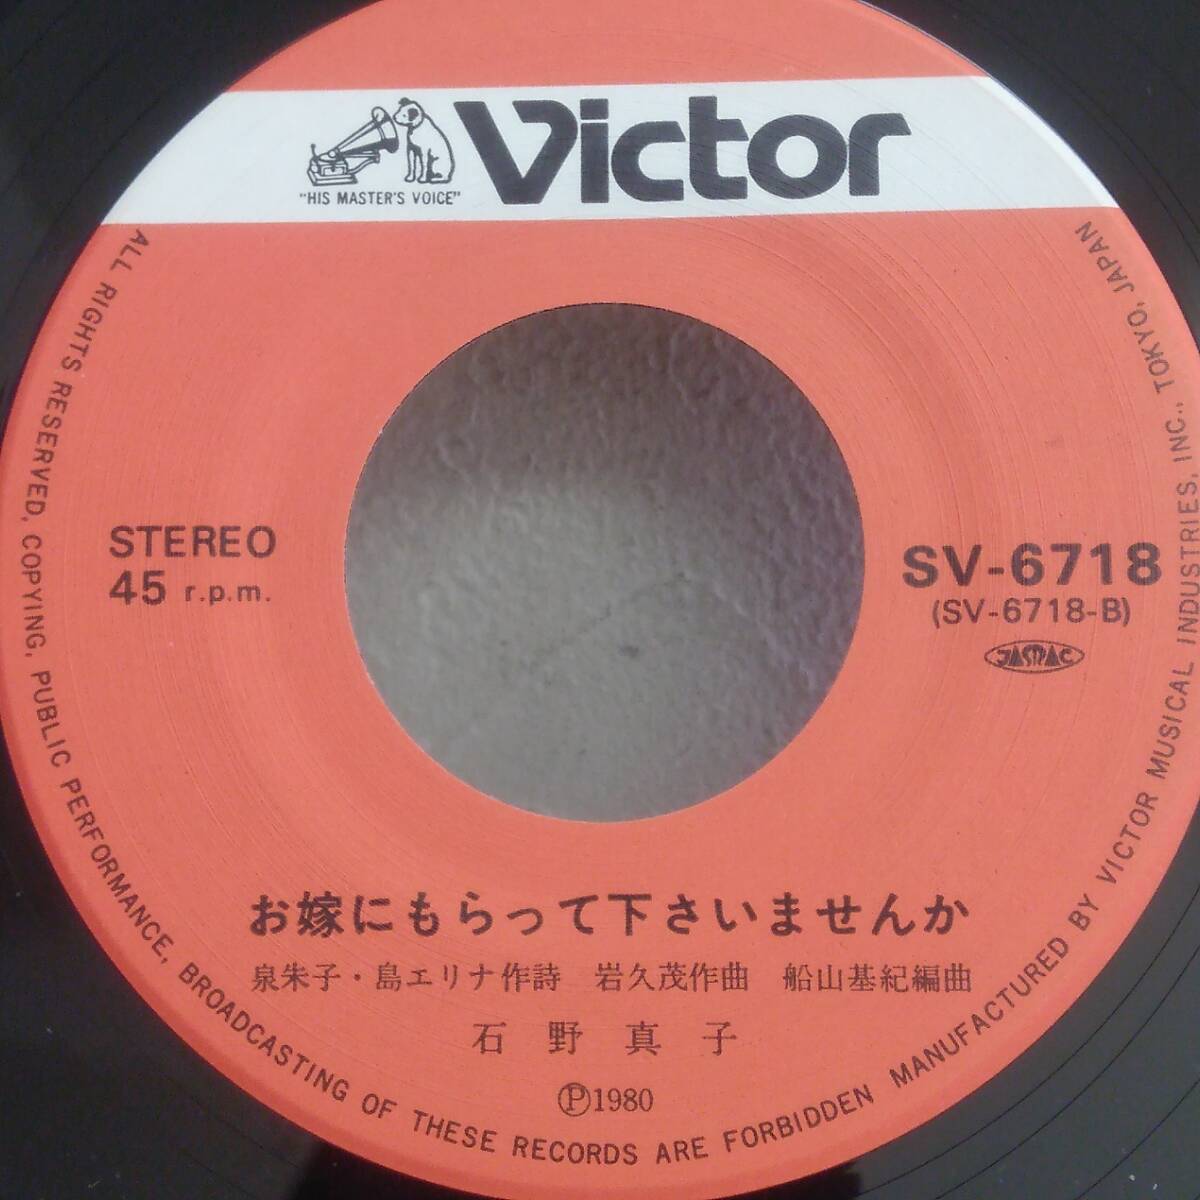 Victor
"HIS MASTER'S VOICE"
STEREO
45 r.p.m.
SV-6718
(SV-6718-B)
JASRAC
お嫁にもらって下さいませんか
泉朱子・島エリナ作詩 岩久茂作曲 船山基紀編曲
石野真子
Ⓟ1980
ALL RIGHTS RESERVED, COPYING, PUBLIC PERFORMANCE, BROADCASTING OF THESE RECORDS ARE FORBIDDEN MANUFACTURED BY VICTOR MUSICAL INDUSTRIES, INC., TOKYO, JAPAN